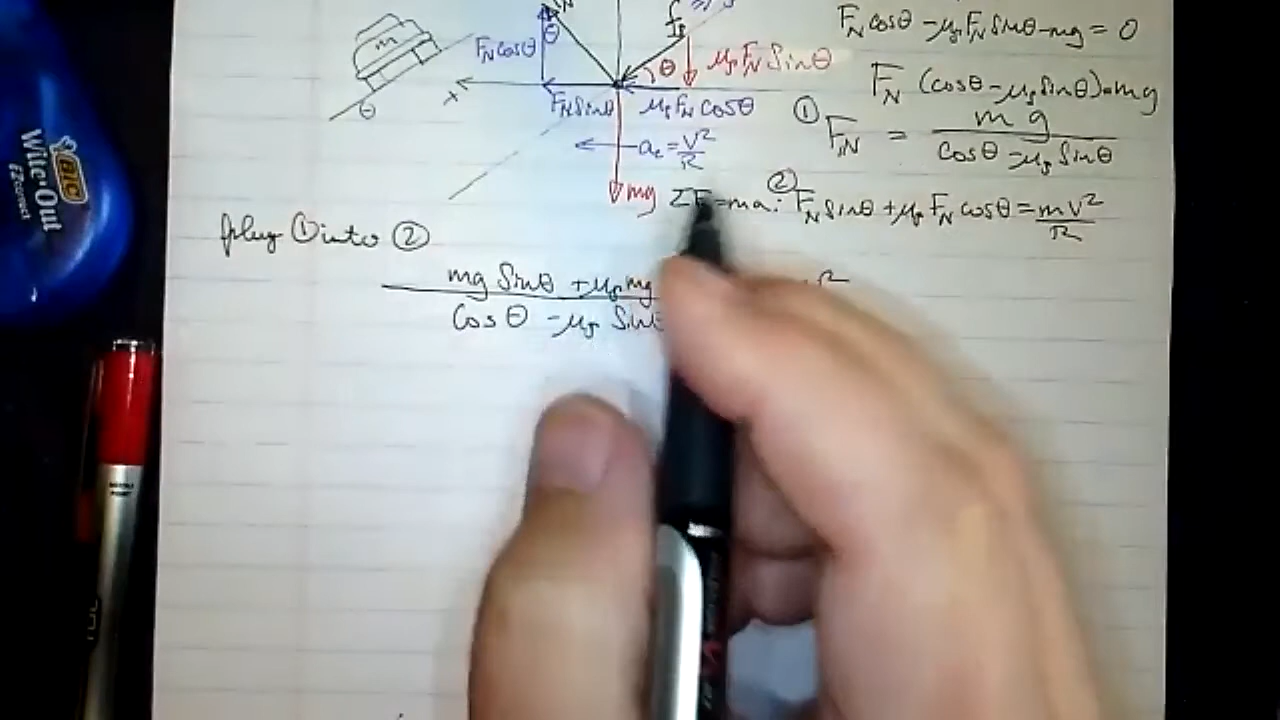 F_N cosθ - μ_s F_N sinθ - mg = 0
m
F_N cosθ
θ
θ
μ_s F_N Sinθ
F_N (cosθ - μ_s Sinθ) = mg
x
θ
F_N Sinθ
μ_s F_N cosθ
① F_N = mg / (cosθ - μ_s Sinθ)
a_c = v²/R
mg
ΣF = ma: ② F_N Sinθ + μ_s F_N cosθ = mv²/R
plug ① into ②
mg Sinθ + μ_s mg
Cosθ - μ_s Sin
BIC
Wite-Out
EZcorrect